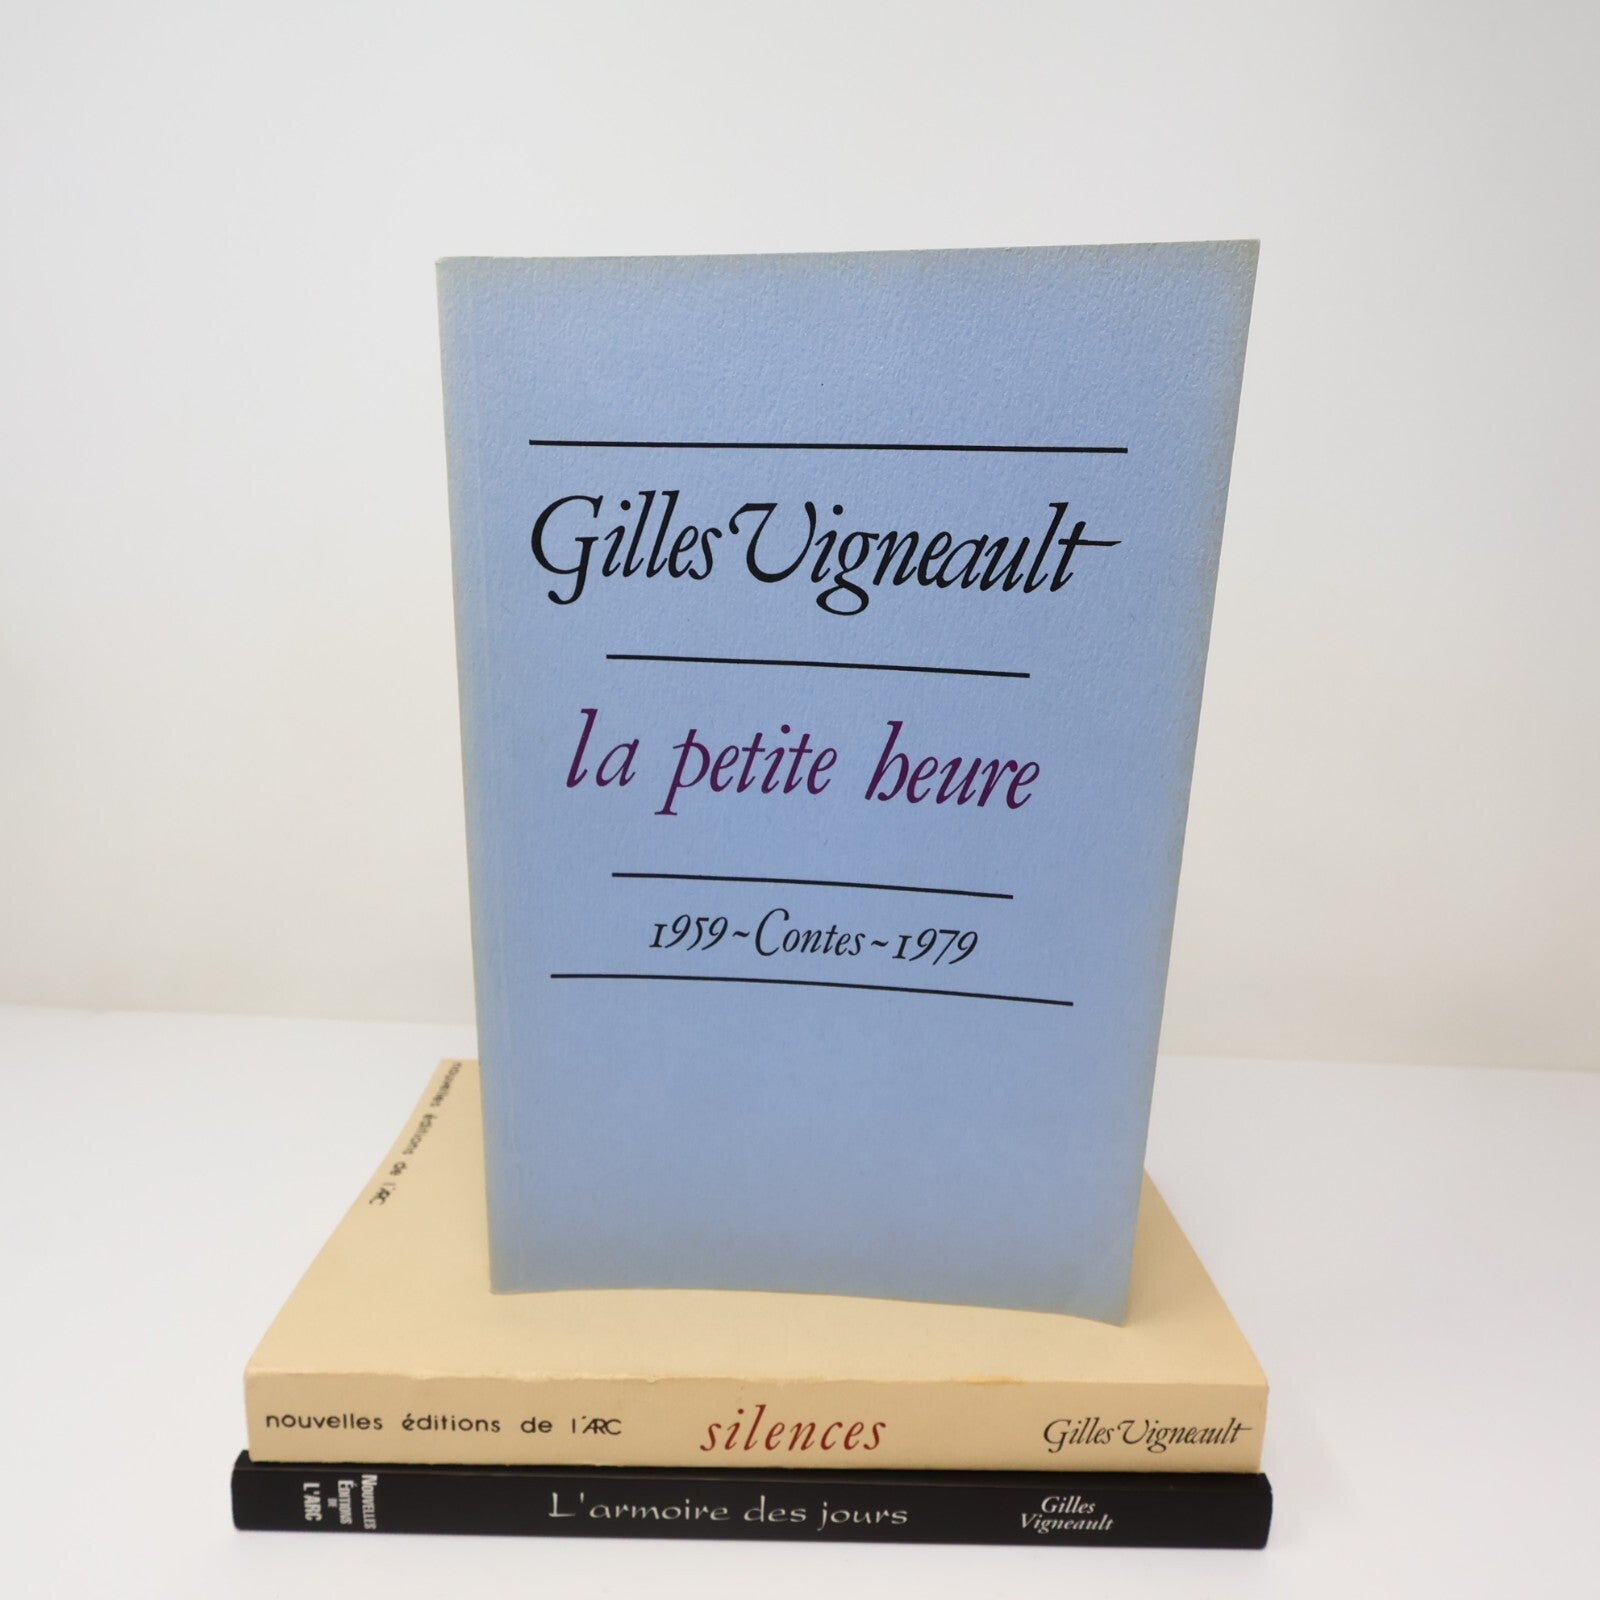 Gilles Vigneault
la petite heure
1959~Contes~1979
nouvelles éditions de l'ARC
nouvelles éditions de l'ARC silences Gilles Vigneault
NOUVELLES
ÉDITIONS
DE
L'ARC
L'armoire des jours
Gilles
Vigneault